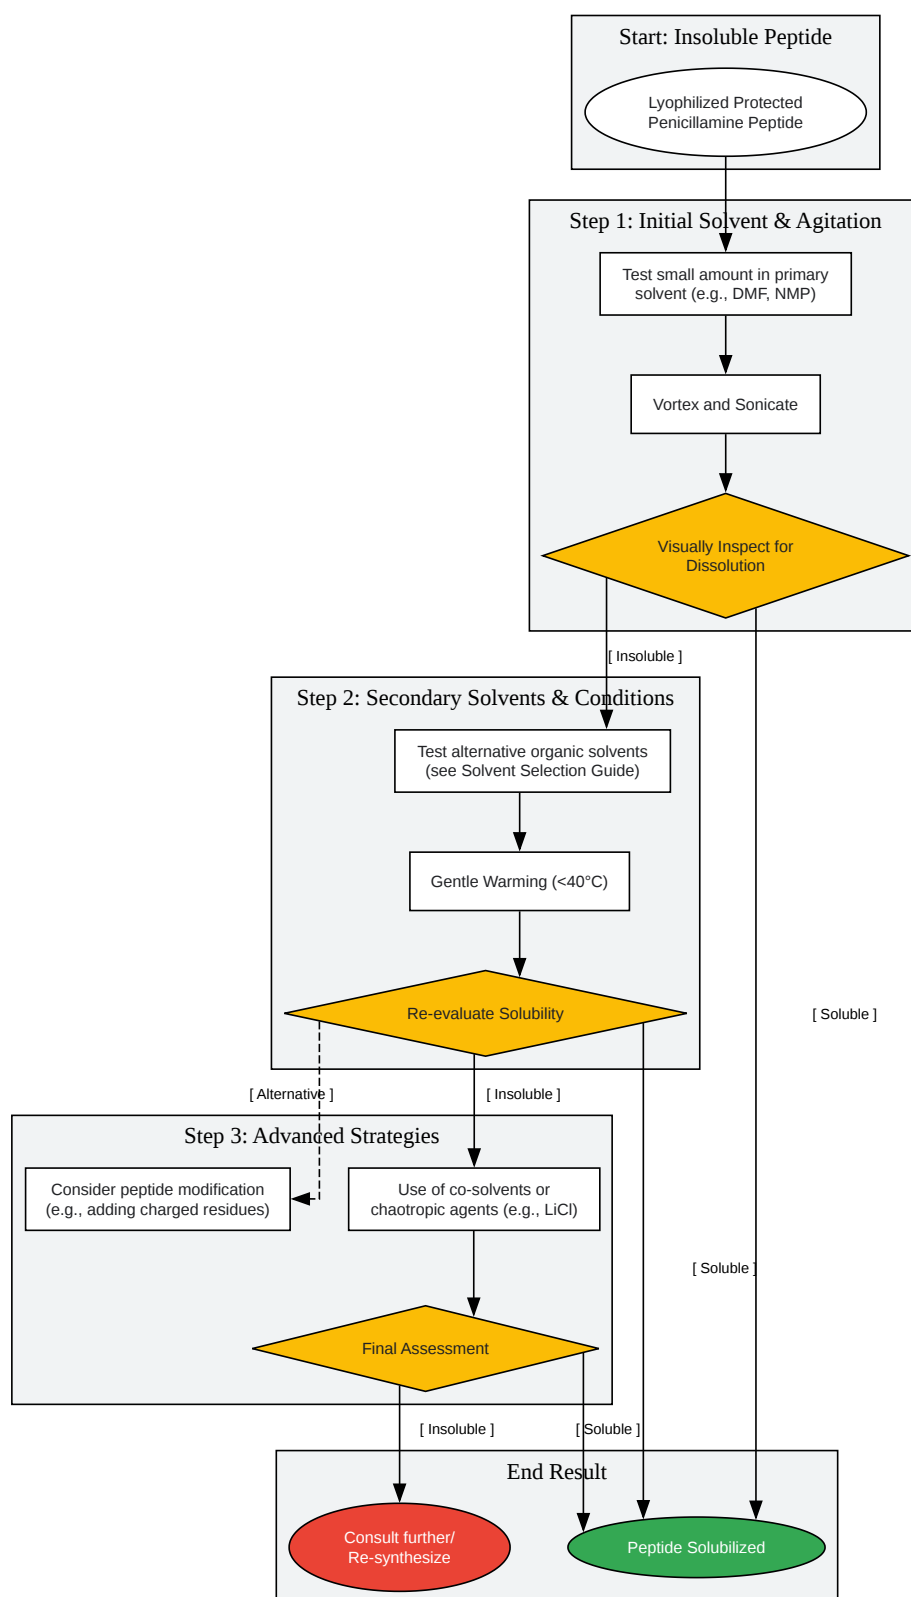 Start: Insoluble Peptide
Lyophilized Protected
Penicillamine Peptide
Step 1: Initial Solvent & Agitation
Test small amount in primary
solvent (e.g., DMF, NMP)
Vortex and Sonicate
Visually Inspect for
Dissolution
[ Insoluble ]
Step 2: Secondary Solvents & Conditions
Test alternative organic solvents
(see Solvent Selection Guide)
Gentle Warming (<40°C)
Re-evaluate Solubility
[ Soluble ]
[ Alternative ]
[ Insoluble ]
Step 3: Advanced Strategies
Consider peptide modification
(e.g., adding charged residues)
Use of co-solvents or
chaotropic agents (e.g., LiCl)
[ Soluble ]
Final Assessment
[ Insoluble ]
[ Soluble ]
End Result
Consult further/
Re-synthesize
Peptide Solubilized